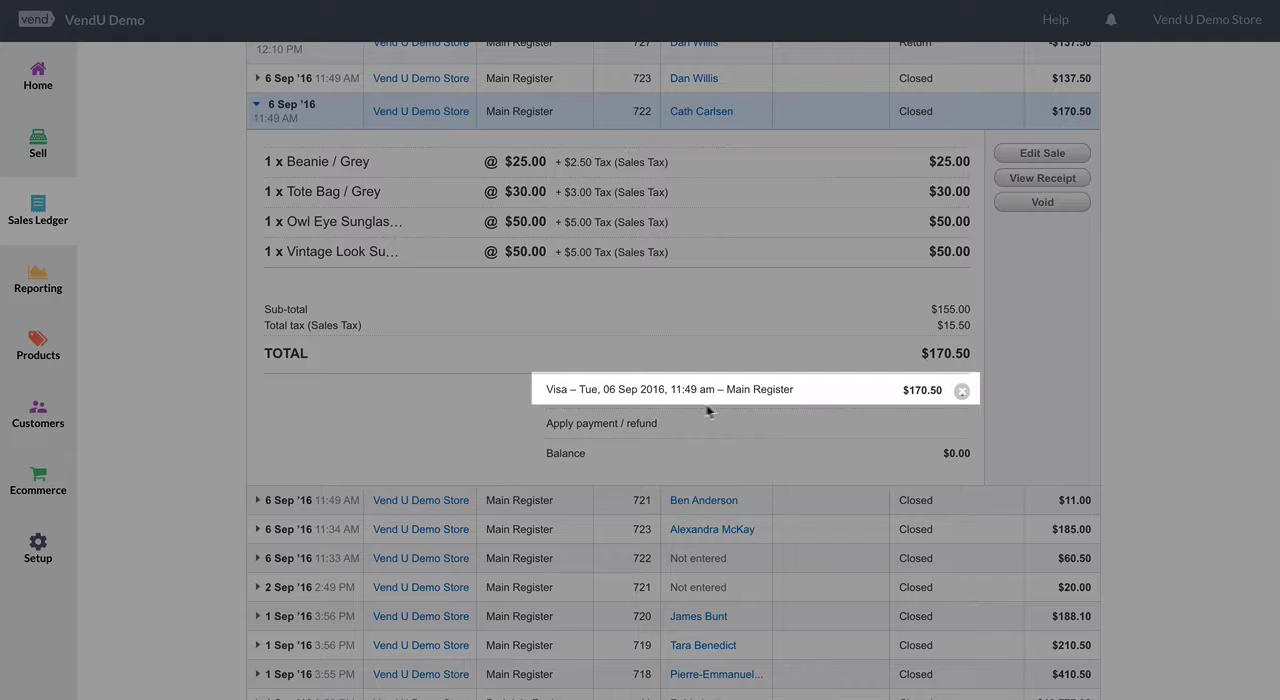 vend VendU Demo Help Vend U Demo Store
12:10 PM Vend U Demo Store Main Register 727 Dan Willis Return -$137.50
6 Sep '16 11:49 AM Vend U Demo Store Main Register 723 Dan Willis Closed $137.50
6 Sep '16
11:49 AM Vend U Demo Store Main Register 722 Cath Carlsen Closed $170.50
Home
Sell
Sales Ledger
Reporting
Products
Customers
Ecommerce
Setup
1 x Beanie / Grey @ $25.00 + $2.50 Tax (Sales Tax) $25.00
1 x Tote Bag / Grey @ $30.00 + $3.00 Tax (Sales Tax) $30.00
1 x Owl Eye Sunglas… @ $50.00 + $5.00 Tax (Sales Tax) $50.00
1 x Vintage Look Su… @ $50.00 + $5.00 Tax (Sales Tax) $50.00
Edit Sale
View Receipt
Void
Sub-total $155.00
Total tax (Sales Tax) $15.50
TOTAL $170.50
Visa – Tue, 06 Sep 2016, 11:49 am – Main Register $170.50
Apply payment / refund
Balance $0.00
6 Sep '16 11:49 AM Vend U Demo Store Main Register 721 Ben Anderson Closed $11.00
6 Sep '16 11:34 AM Vend U Demo Store Main Register 723 Alexandra McKay Closed $185.00
6 Sep '16 11:33 AM Vend U Demo Store Main Register 722 Not entered Closed $60.50
2 Sep '16 2:49 PM Vend U Demo Store Main Register 721 Not entered Closed $20.00
1 Sep '16 3:56 PM Vend U Demo Store Main Register 720 James Bunt Closed $188.10
1 Sep '16 3:56 PM Vend U Demo Store Main Register 719 Tara Benedict Closed $210.50
1 Sep '16 3:55 PM Vend U Demo Store Main Register 718 Pierre-Emmanuel... Closed $410.50